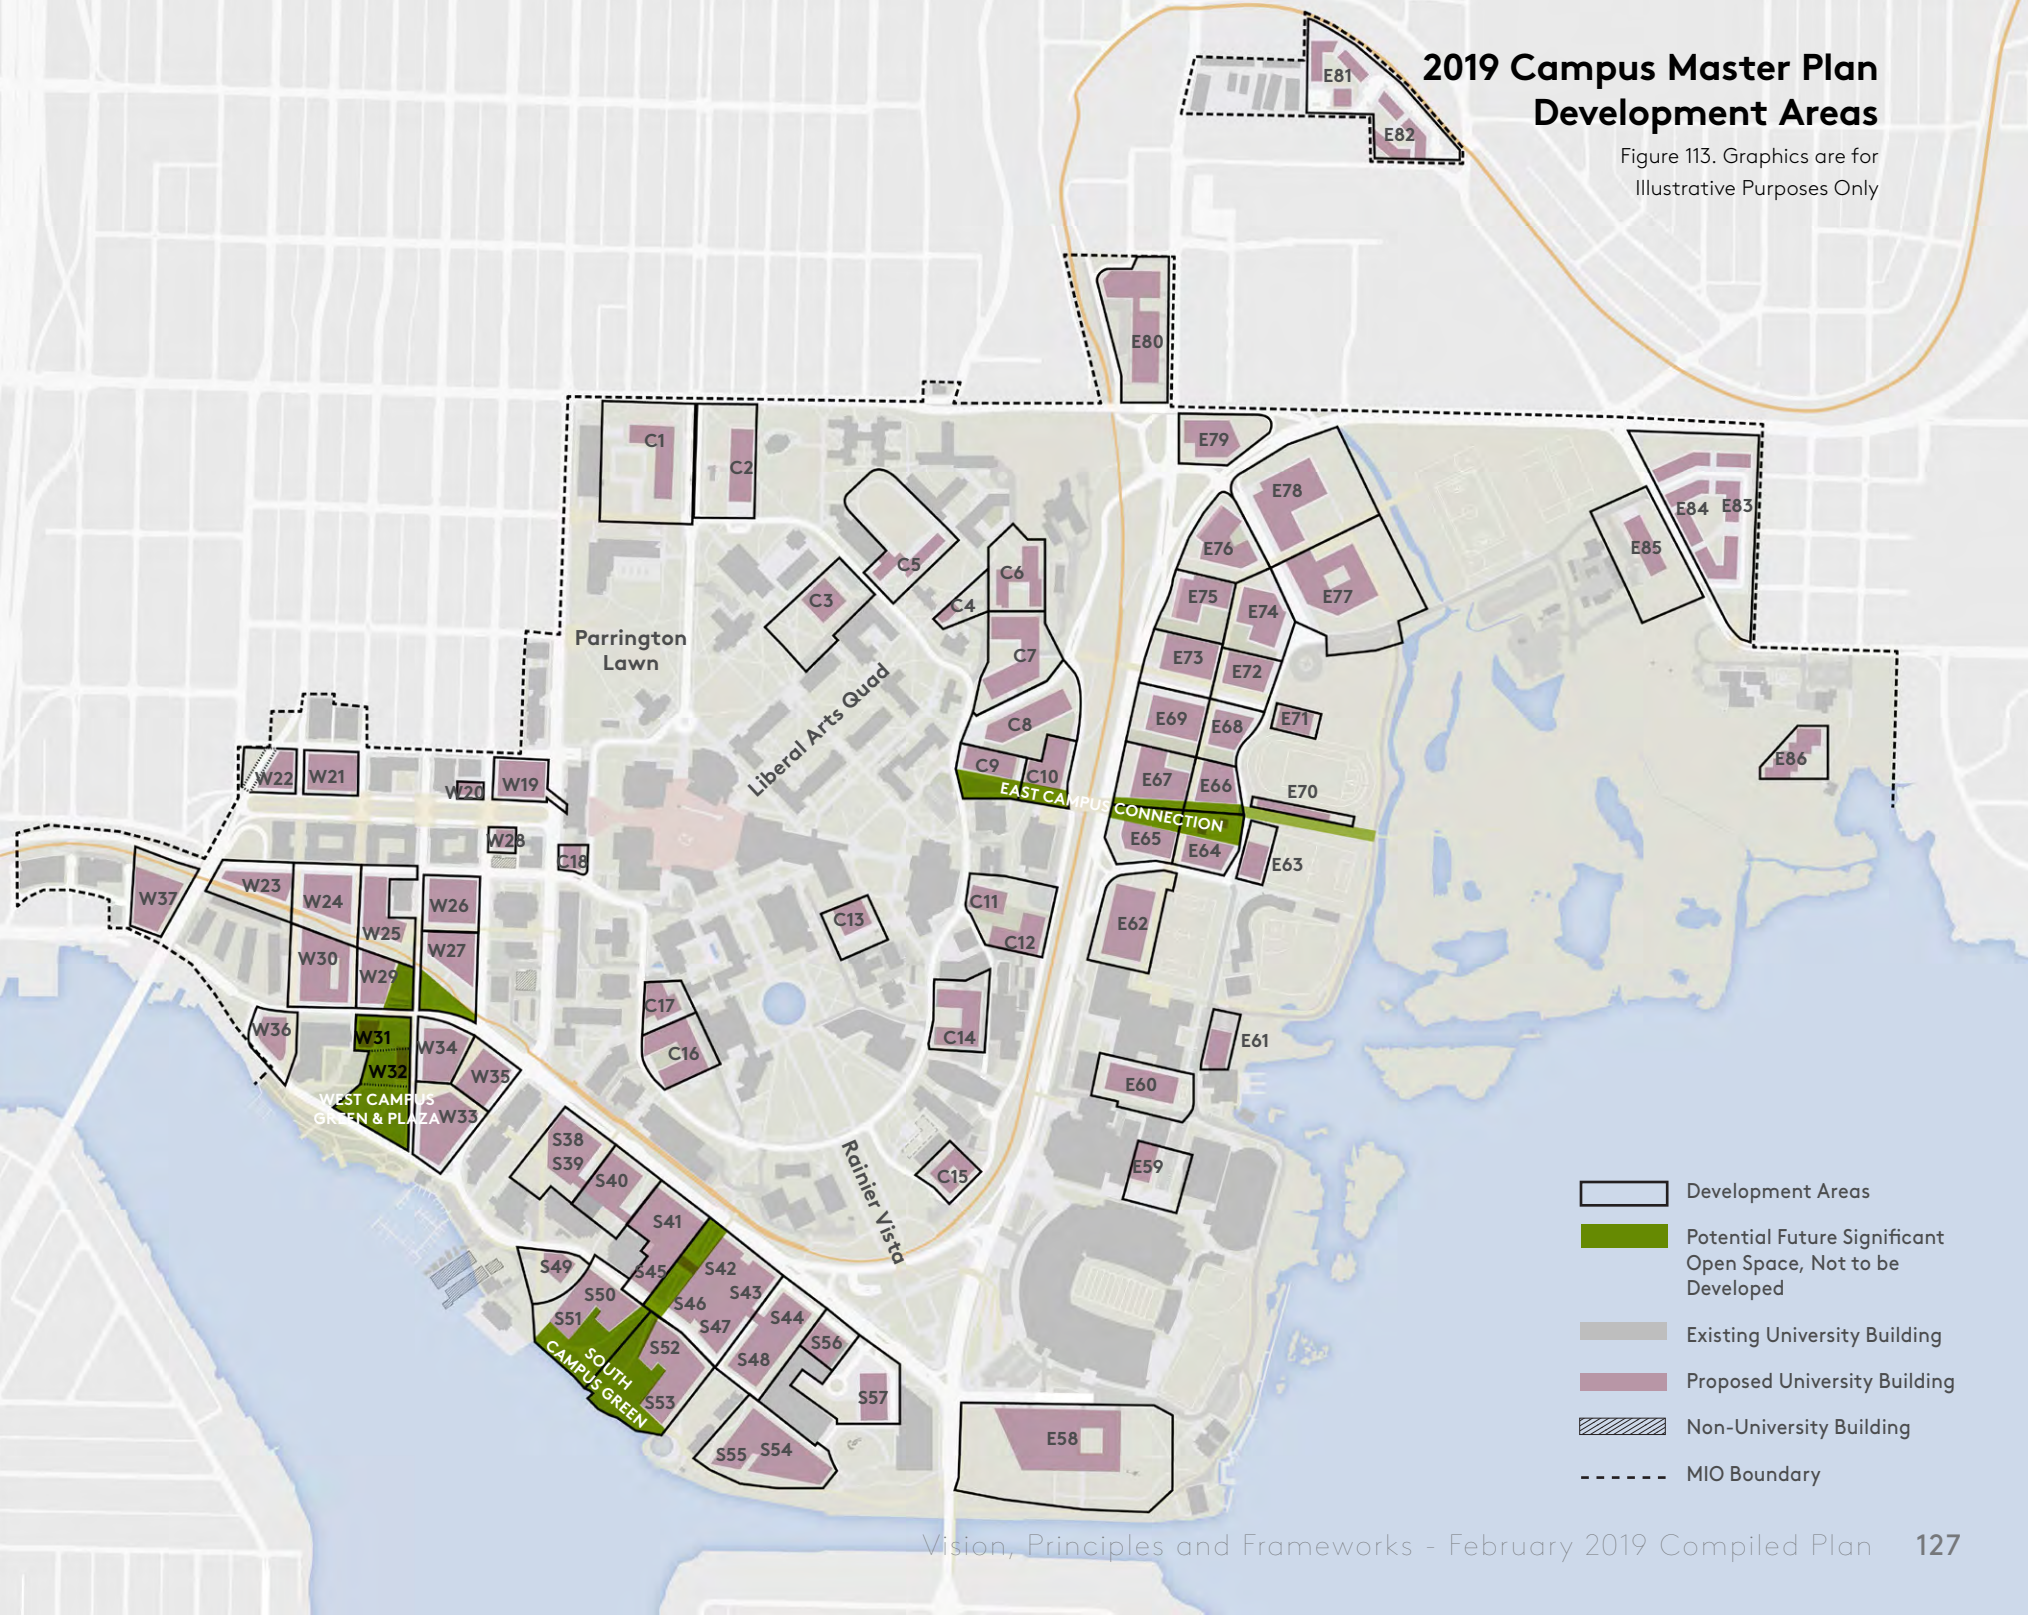 2019 Campus Master Plan
Development Areas
Figure 113. Graphics are for
Illustrative Purposes Only
E81
E82
E80
C1
C2
E79
E78
E84
E83
E85
E76
C5
C6
C3
C4
E75
E74
E77
Parrington
Lawn
C7
E73
E72
Liberal Arts Quad
C8
E69
E68
E71
E86
C9
C10
E67
E66
E70
W22
W21
W20
W19
EAST CAMPUS CONNECTION
W28
C18
E65
E64
E63
W37
W23
W24
W25
W26
W27
C11
C12
C13
E62
W30
W29
C17
C16
C14
W36
W31
W34
W32
W35
E61
E60
WEST CAMPUS
GREEN & PLAZA
W33
S38
S39
S40
Rainier Vista
C15
E59
S41
S49
S45
S42
S50
S46
S43
S51
S47
S44
S52
S56
S48
SOUTH
CAMPUS GREEN
S53
S57
S55
S54
E58
Development Areas
Potential Future Significant
Open Space, Not to be
Developed
Existing University Building
Proposed University Building
Non-University Building
MIO Boundary
Vision, Principles and Frameworks - February 2019 Compiled Plan 127